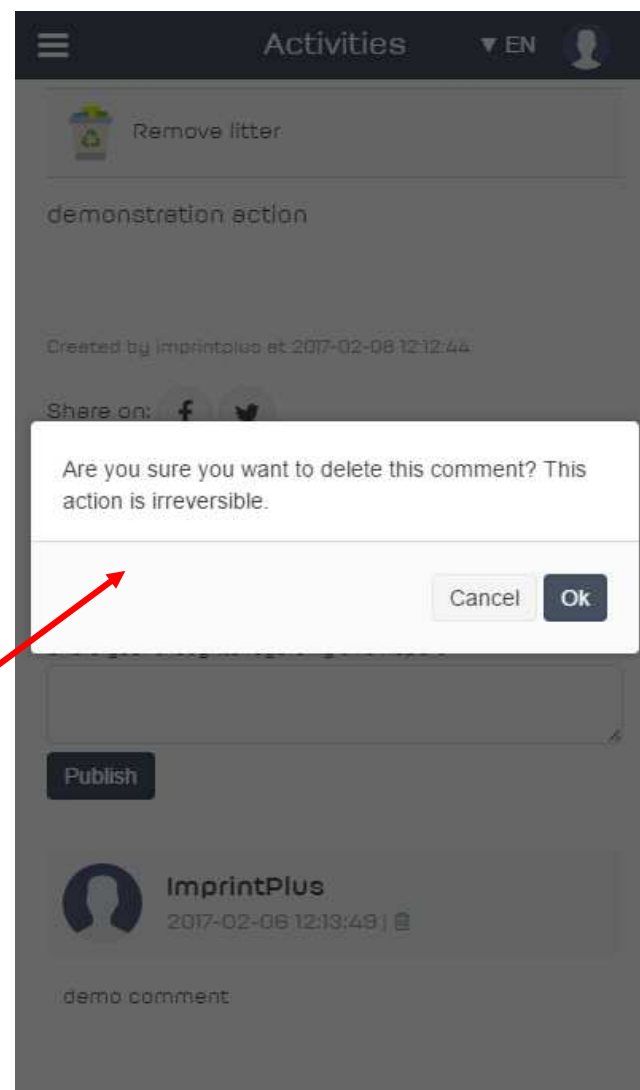 Activities ▼ EN
Remove litter
demonstration action
Created by imprintplus at 2017-02-08 12:12:44
Share on:
Are you sure you want to delete this comment? This
action is irreversible.
Cancel Ok
Publish
ImprintPlus
2017-02-08 12:13:49 |
demo comment